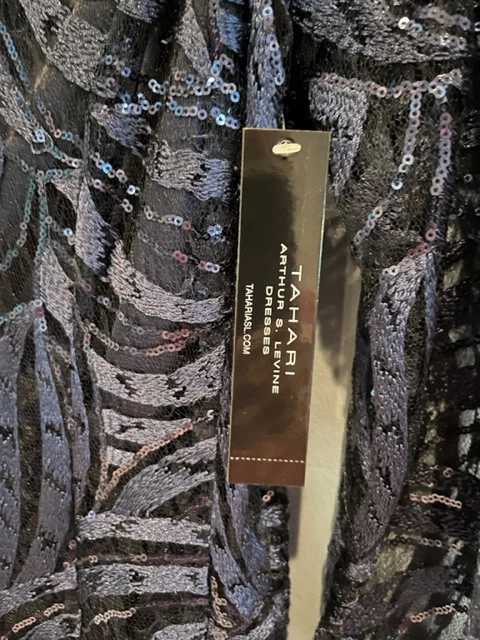 TAHARI
ARTHUR S. LEVINE
DRESSES
TAHARIASL.COM